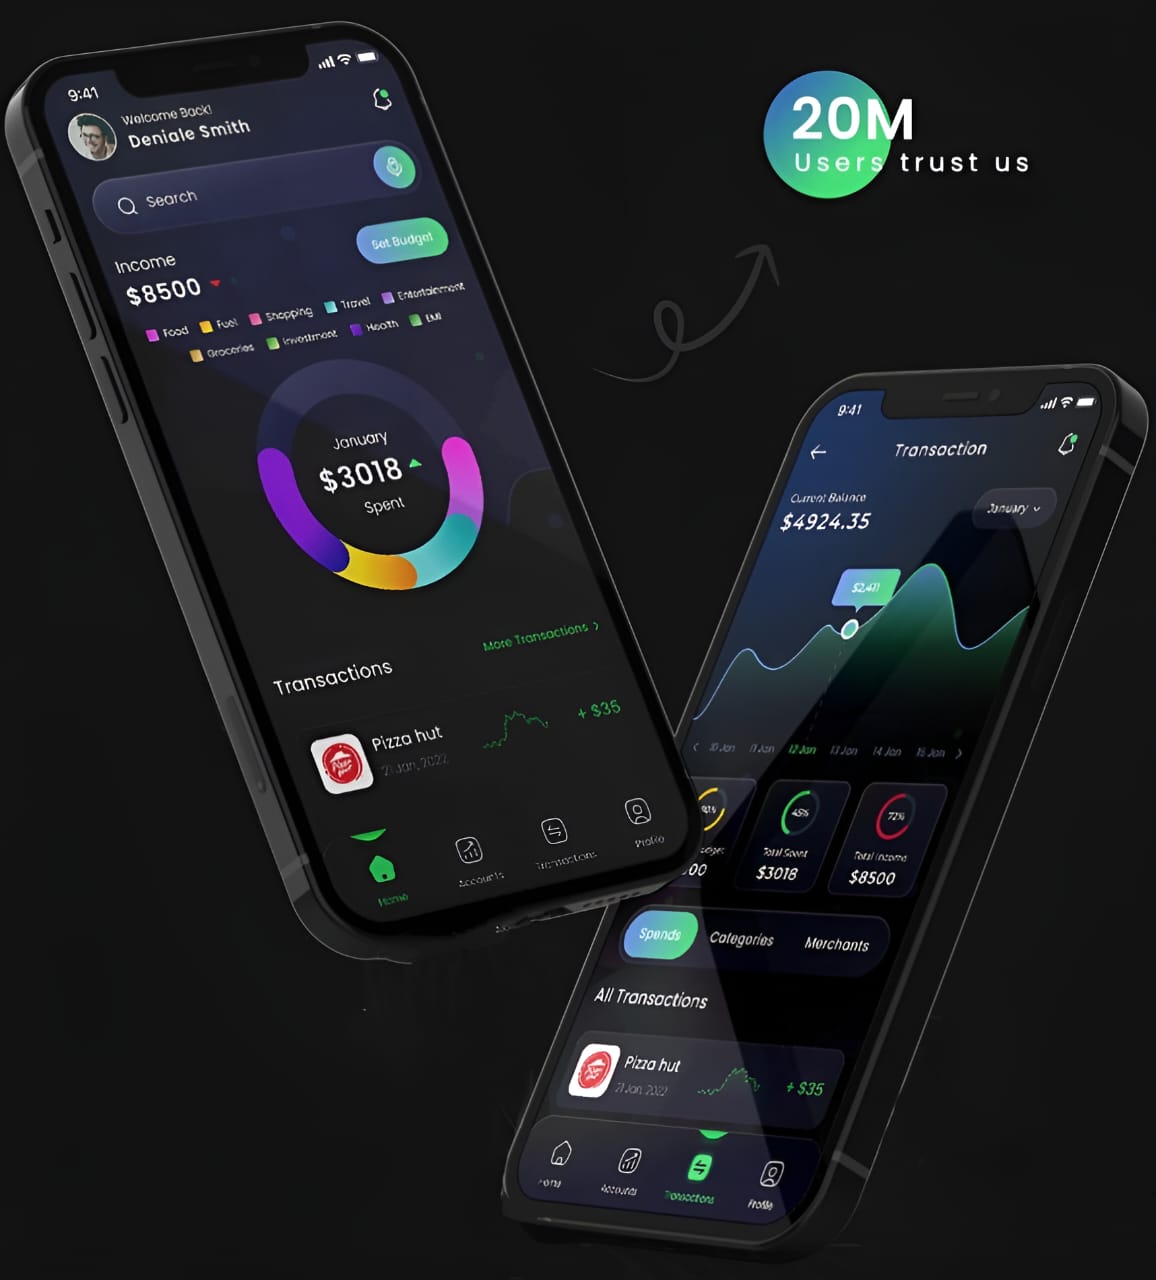 9:41
Welcome Back!
Deniale Smith
Search
Income
Set Budget
$8500
Food Fuel Shopping Travel Entertainment
Groceries Investment Health EMI
January
$3018
Spent
More Transactions >
Transactions
Pizza hut
+ $35
21 Jan, 2022
Home Accounts Transactions Profile
20M
Users trust us
9:41
Transaction
Current Balance
January
$4924.35
$2,411
10 Jan 11 Jan 12 Jan 13 Jan 14 Jan 15 Jan
45% 72%
Total Spent Total Income
$3018 $8500
Spends Categories Merchants
All Transactions
Pizza hut
21 Jan, 2022
+ $35
Home Accounts Transactions Profile